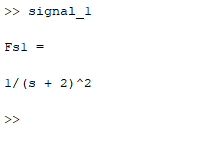 >> signal_1
Fs1 =
1/(s + 2)^2
>>